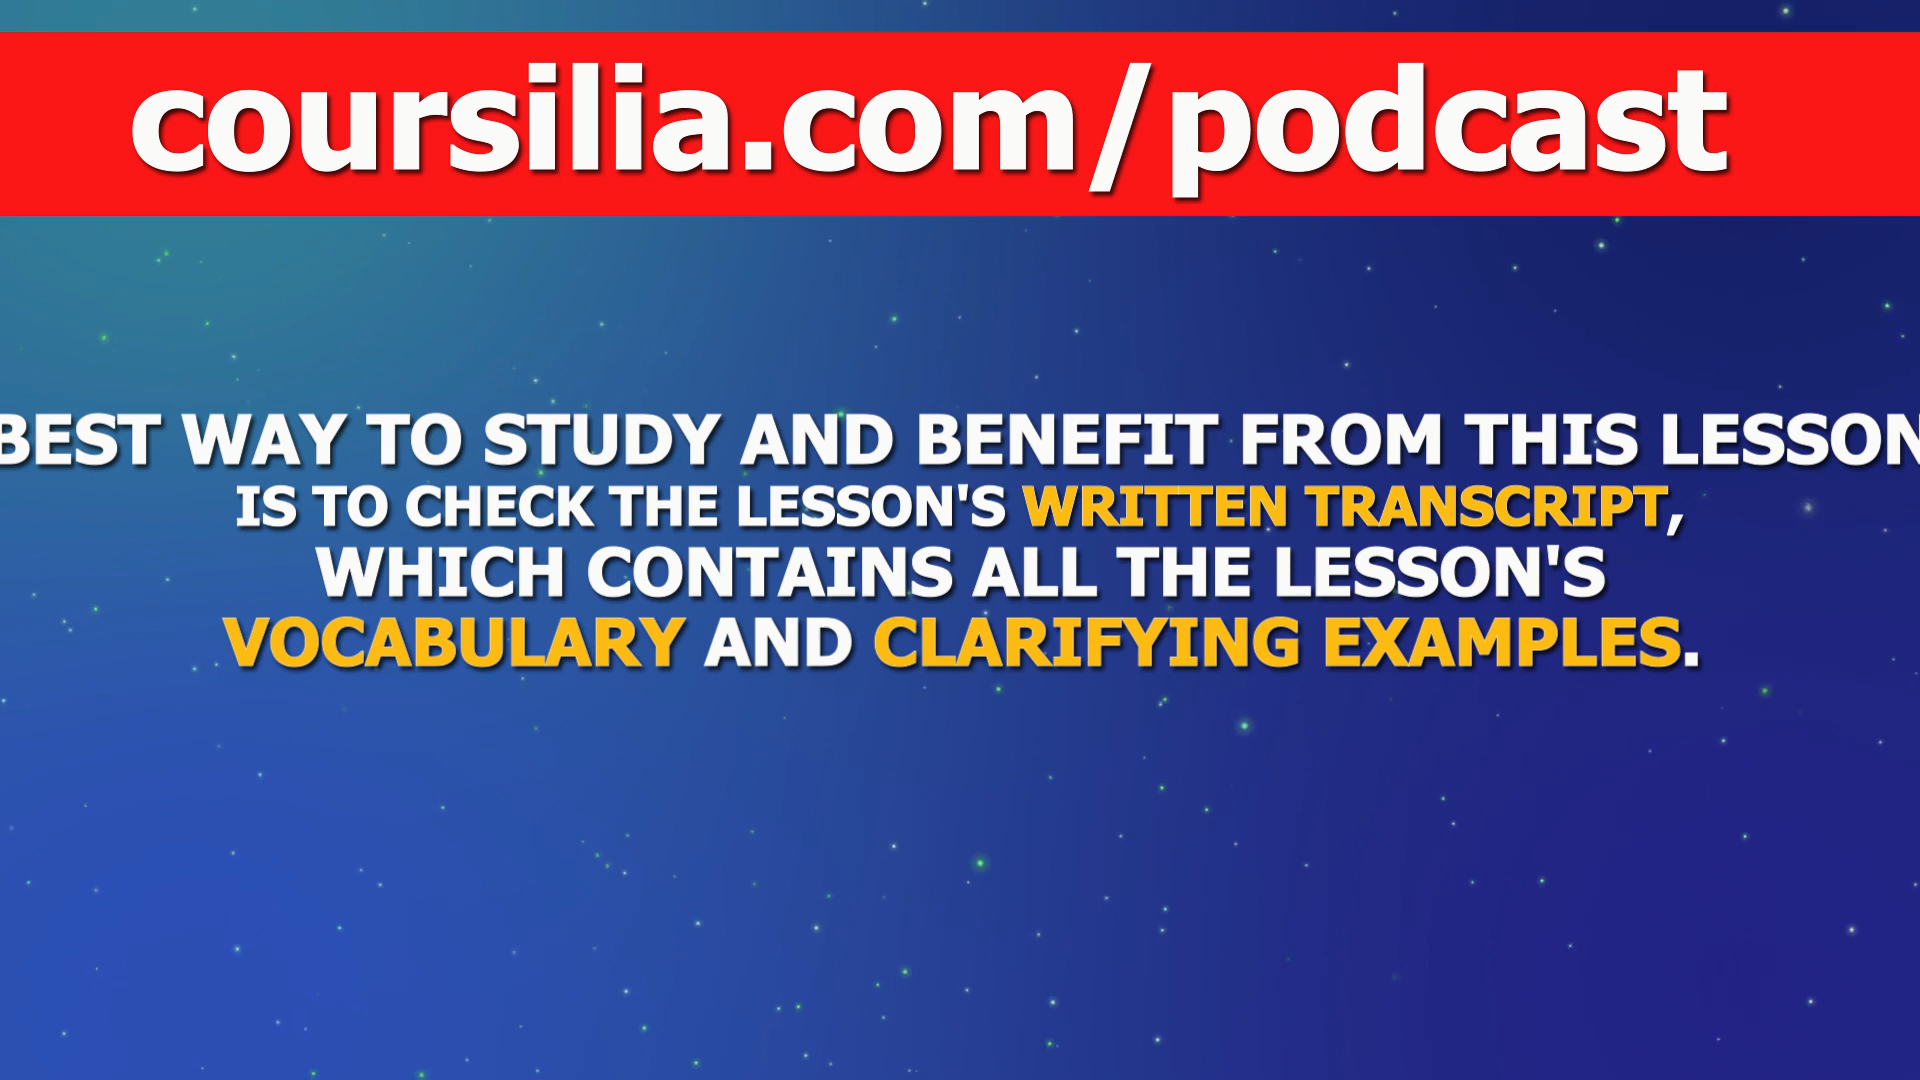 coursilia.com/podcast
BEST WAY TO STUDY AND BENEFIT FROM THIS LESSON
IS TO CHECK THE LESSON'S WRITTEN TRANSCRIPT,
WHICH CONTAINS ALL THE LESSON'S
VOCABULARY AND CLARIFYING EXAMPLES.